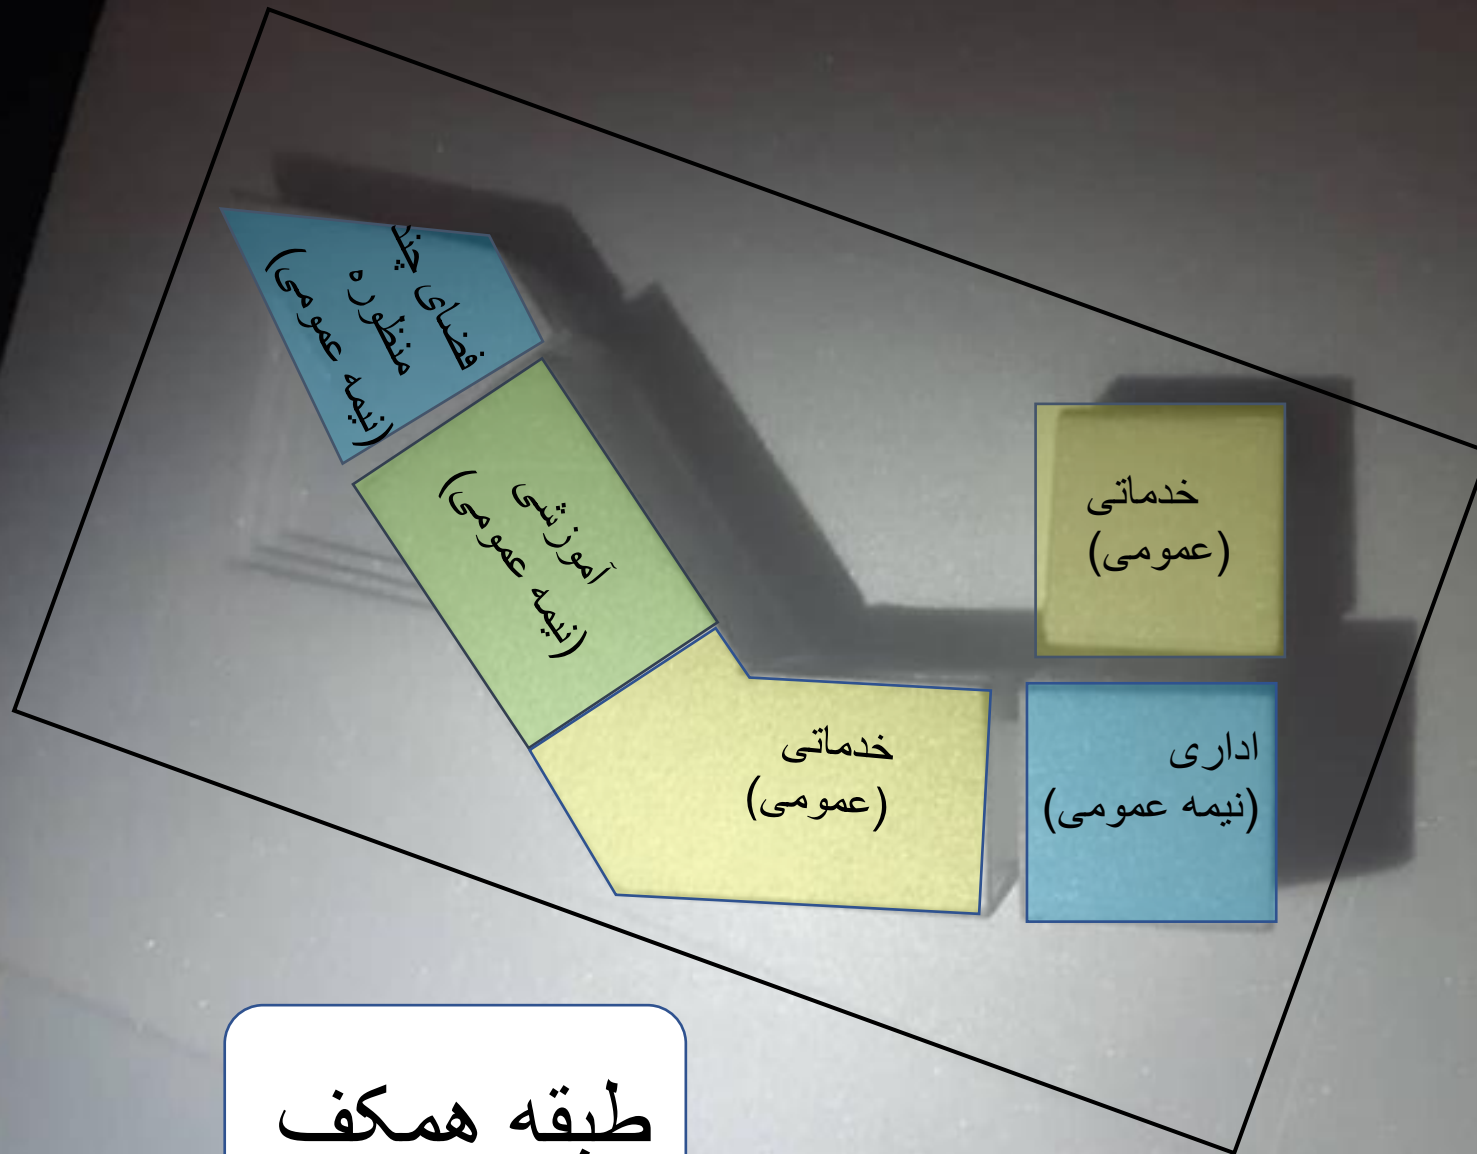 فضای چند
منظوره
(نیمه عمومی)
آموزشی
(نیمه عمومی)
خدماتی
(عمومی)
خدماتی
(عمومی)
اداری
(نیمه عمومی)
طبقه همکف